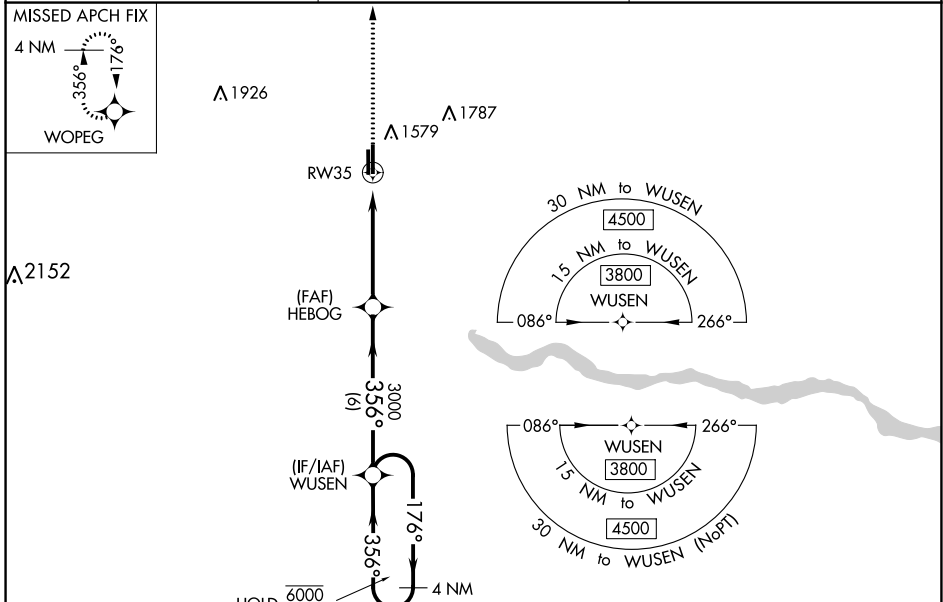 MISSED APCH FIX
4 NM
356°
176°
WOPEG
1926
1787
1579
RW35
2152
(FAF)
HEBOG
3000
356°
(6)
(IF/IAF)
WUSEN
176°
356°
4 NM
HOLD 6000
30 NM to WUSEN
4500
15 NM to WUSEN
3800
WUSEN
086°
266°
086°
266°
WUSEN
3800
15 NM to WUSEN
4500
30 NM to WUSEN (NoPT)